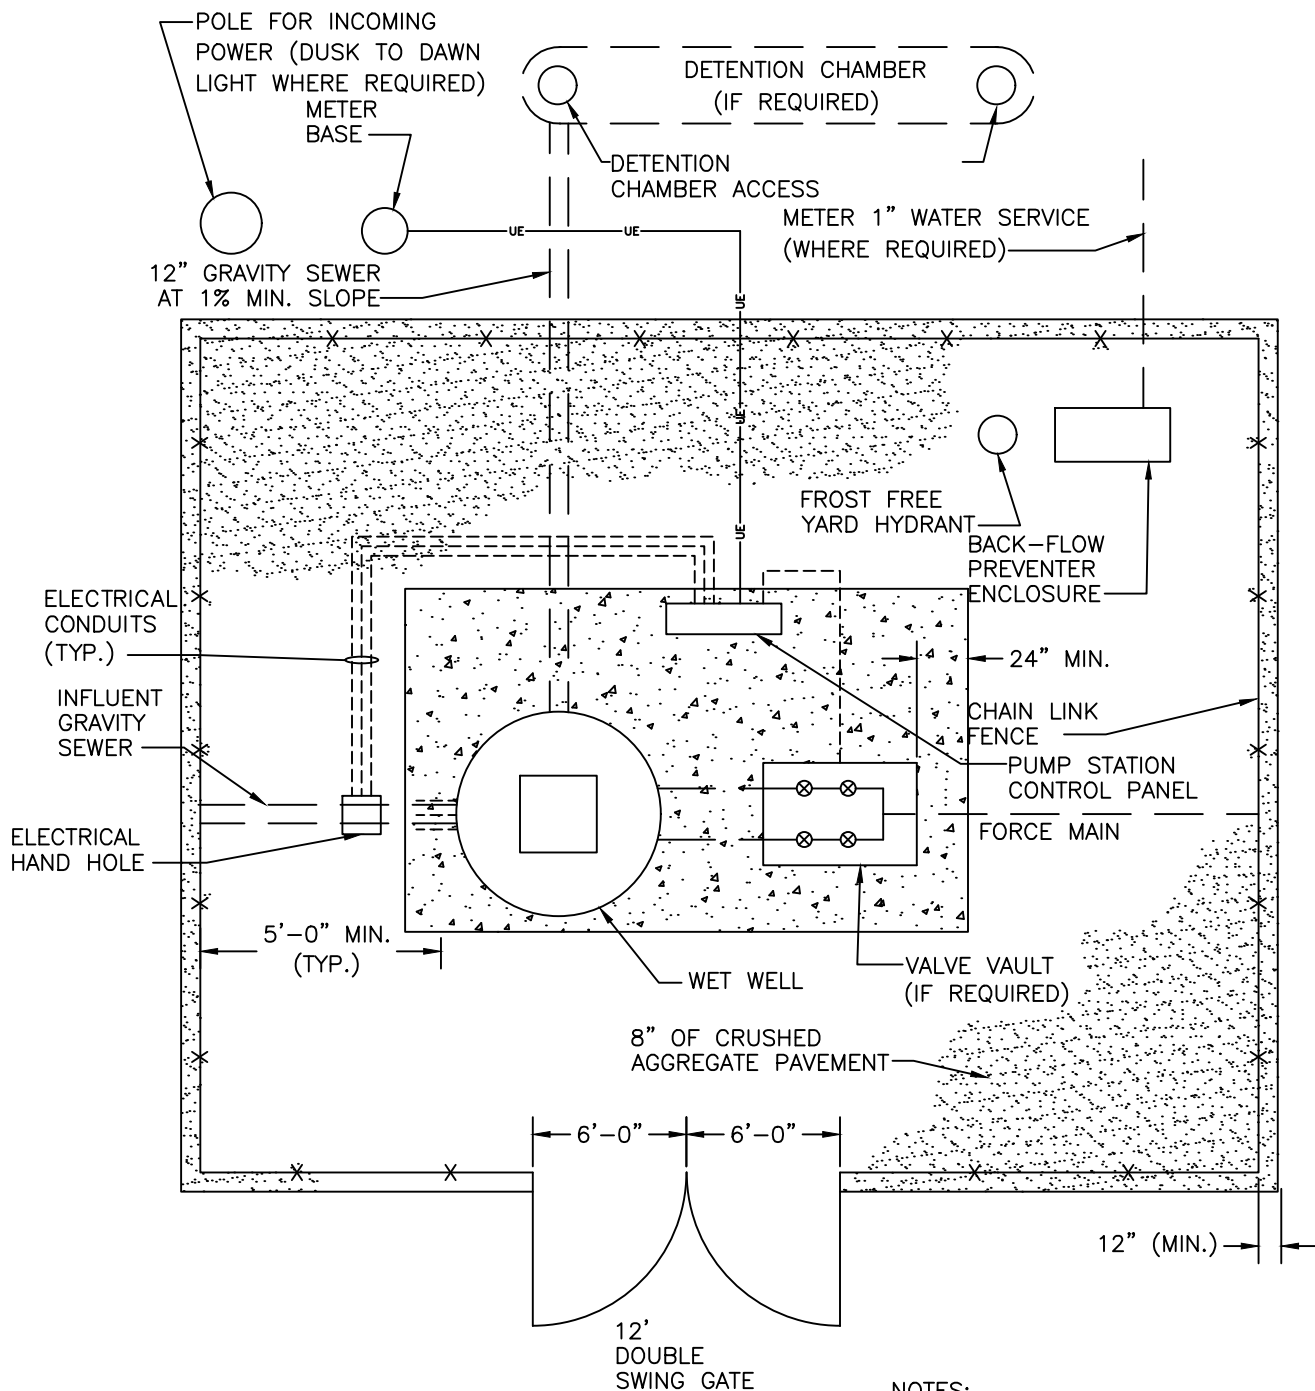 POLE FOR INCOMING
POWER (DUSK TO DAWN
LIGHT WHERE REQUIRED)
METER
BASE
DETENTION CHAMBER
(IF REQUIRED)
DETENTION
CHAMBER ACCESS
METER 1" WATER SERVICE
(WHERE REQUIRED)
UE
UE
12" GRAVITY SEWER
AT 1% MIN. SLOPE
UE
UE
UE
FROST FREE
YARD HYDRANT
BACK-FLOW
PREVENTER
ENCLOSURE
ELECTRICAL
CONDUITS
(TYP.)
24" MIN.
INFLUENT
GRAVITY
SEWER
CHAIN LINK
FENCE
PUMP STATION
CONTROL PANEL
FORCE MAIN
ELECTRICAL
HAND HOLE
5'-0" MIN.
(TYP.)
WET WELL
VALVE VAULT
(IF REQUIRED)
8" OF CRUSHED
AGGREGATE PAVEMENT
6'-0"
6'-0"
12" (MIN.)
12'
DOUBLE
SWING GATE
NOTES: